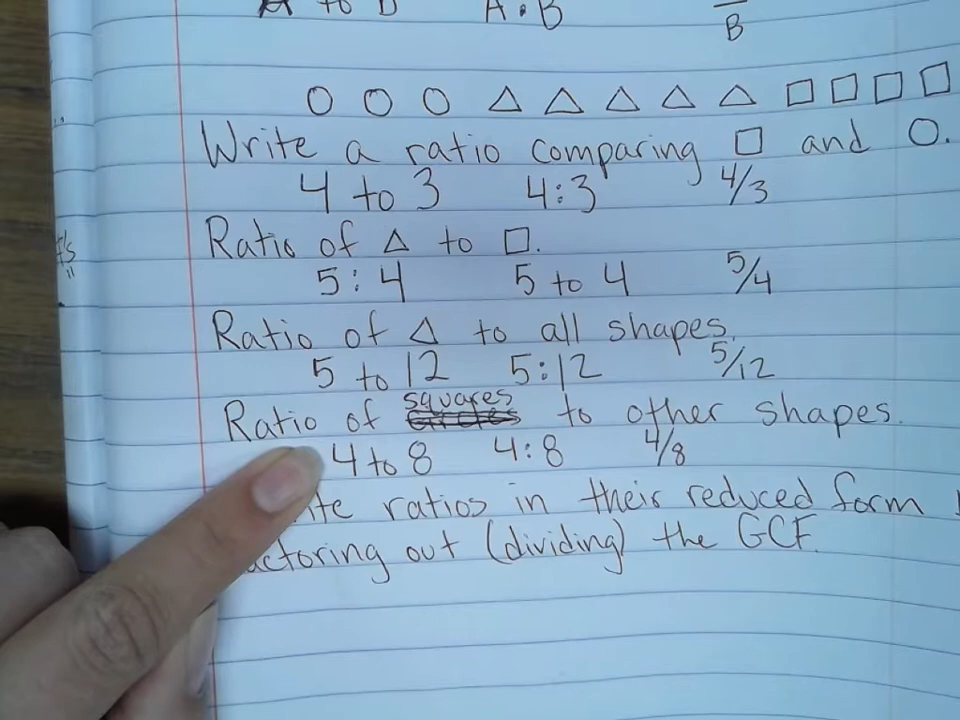 A to B A:B B
○ ○ ○ △ △ △ △ △ □ □ □ □
Write a ratio comparing □ and ○.
4 to 3 4:3 4/3
Ratio of △ to □.
5:4 5 to 4 5/4
Ratio of △ to all shapes.
5 to 12 5:12 5/12
squares
Ratio of to other shapes.
4 to 8 4:8 4/8
ratios in their reduced form
out (dividing) the GCF.